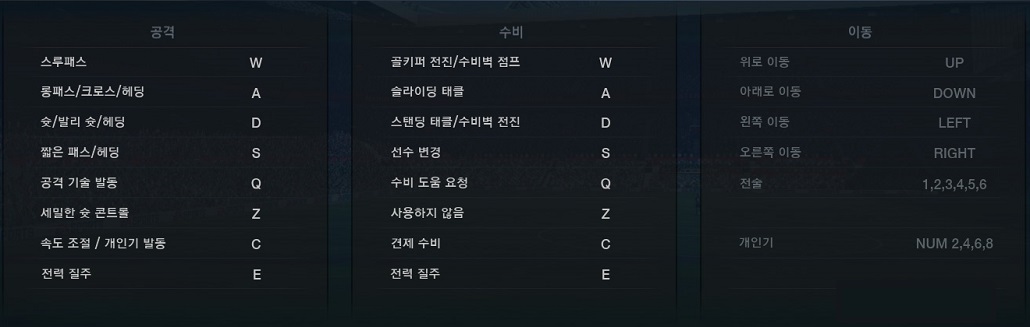 공격 수비 이동
스루패스 W 골키퍼 전진/수비벽 점프 W 위로 이동 UP
롱패스/크로스/헤딩 A 슬라이딩 태클 A 아래로 이동 DOWN
슛/발리 슛/헤딩 D 스탠딩 태클/수비벽 전진 D 왼쪽 이동 LEFT
짧은 패스/헤딩 S 선수 변경 S 오른쪽 이동 RIGHT
공격 기술 발동 Q 수비 도움 요청 Q 전술 1,2,3,4,5,6
세밀한 슛 콘트롤 Z 사용하지 않음 Z
속도 조절 / 개인기 발동 C 견제 수비 C 개인기 NUM 2,4,6,8
전력 질주 E 전력 질주 E